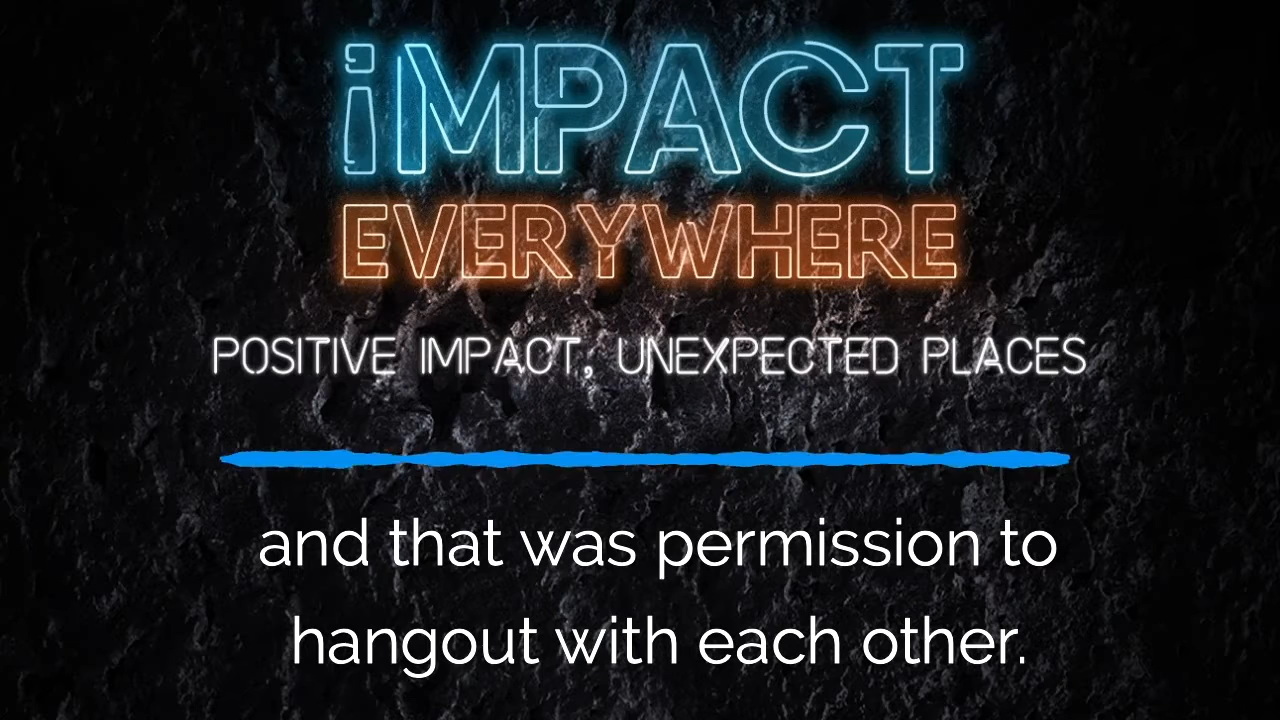 iMPACT
EVERYWHERE
POSITIVE IMPACT, UNEXPECTED PLACES
and that was permission to
hangout with each other.